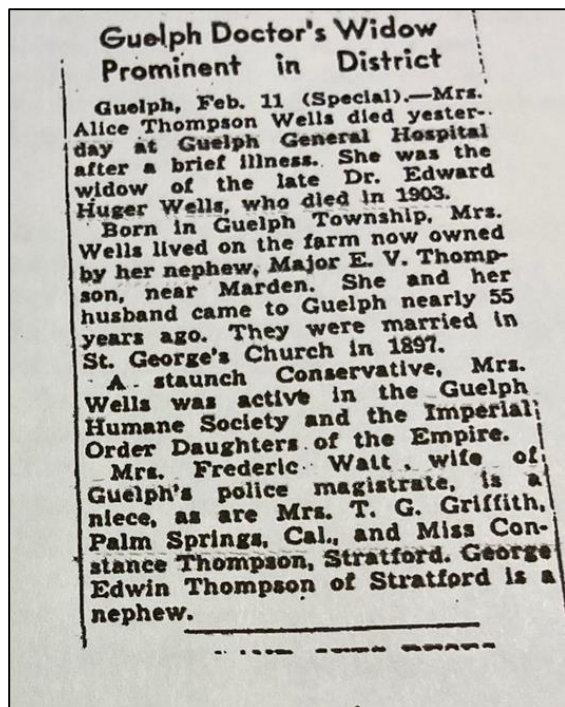 Guelph Doctor's Widow
Prominent in District
Guelph, Feb. 11 (Special).—Mrs.
Alice Thompson Wells died yester-
day at Guelph General Hospital
after a brief illness. She was the
widow of the late Dr. Edward
Huger Wells, who died in 1903.
Born in Guelph Township, Mrs.
Wells lived on the farm now owned
by her nephew, Major E. V. Thomp-
son, near Marden. She and her
husband came to Guelph nearly 55
years ago. They were married in
St. George's Church in 1897.
A staunch Conservative, Mrs.
Wells was active in the Guelph
Humane Society and the Imperial
Order Daughters of the Empire.
Mrs. Frederic Watt, wife of
Guelph's police magistrate, is a
niece, as are Mrs. T. G. Griffith,
Palm Springs, Cal., and Miss Con-
stance Thompson, Stratford. George
Edwin Thompson of Stratford is a
nephew.